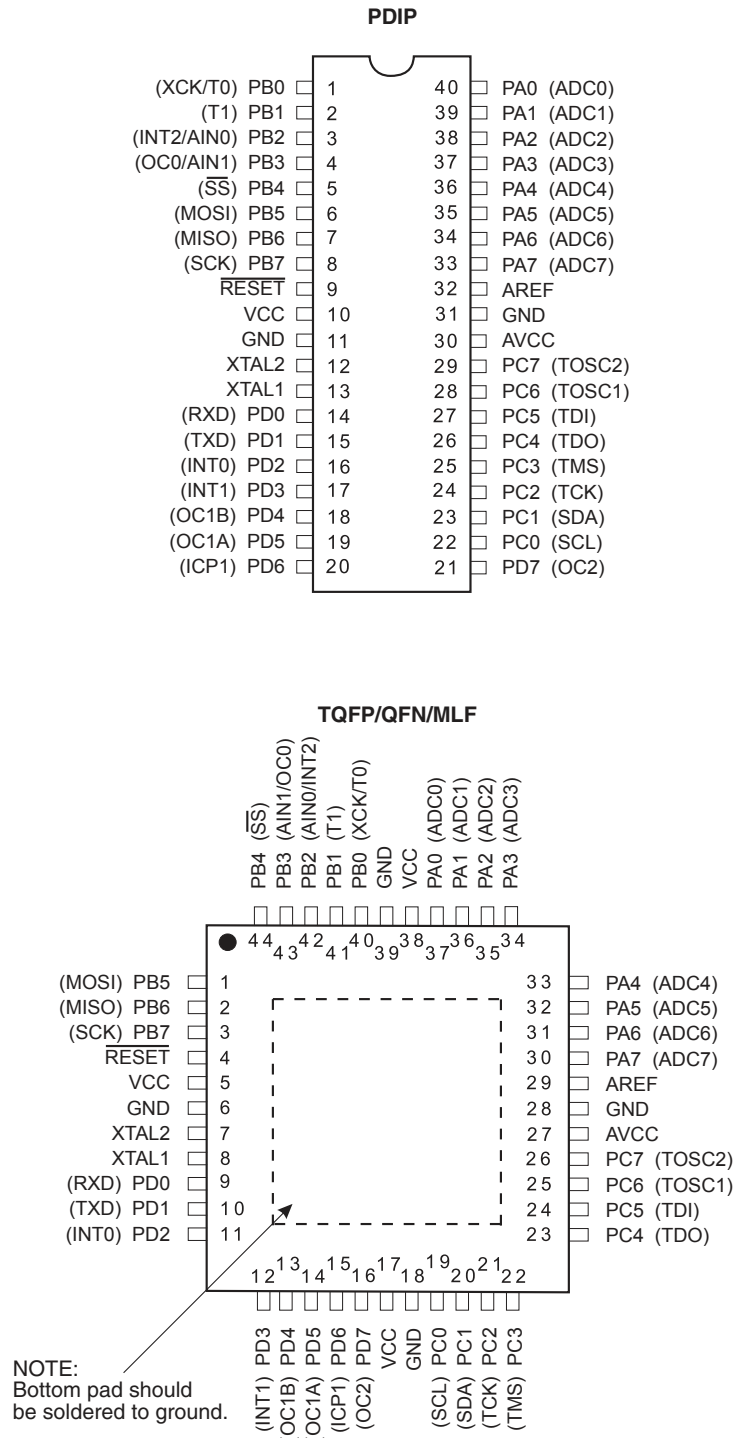 PDIP
(XCK/T0) PB0 1 40 PA0 (ADC0)
(T1) PB1 2 39 PA1 (ADC1)
(INT2/AIN0) PB2 3 38 PA2 (ADC2)
(OC0/AIN1) PB3 4 37 PA3 (ADC3)
(SS) PB4 5 36 PA4 (ADC4)
(MOSI) PB5 6 35 PA5 (ADC5)
(MISO) PB6 7 34 PA6 (ADC6)
(SCK) PB7 8 33 PA7 (ADC7)
RESET 9 32 AREF
VCC 10 31 GND
GND 11 30 AVCC
XTAL2 12 29 PC7 (TOSC2)
XTAL1 13 28 PC6 (TOSC1)
(RXD) PD0 14 27 PC5 (TDI)
(TXD) PD1 15 26 PC4 (TDO)
(INT0) PD2 16 25 PC3 (TMS)
(INT1) PD3 17 24 PC2 (TCK)
(OC1B) PD4 18 23 PC1 (SDA)
(OC1A) PD5 19 22 PC0 (SCL)
(ICP1) PD6 20 21 PD7 (OC2)
TQFP/QFN/MLF
PB4 (SS)
PB3 (AIN1/OC0)
PB2 (AIN0/INT2)
PB1 (T1)
PB0 (XCK/T0)
GND
VCC
PA0 (ADC0)
PA1 (ADC1)
PA2 (ADC2)
PA3 (ADC3)
44 43 42 41 40 39 38 37 36 35 34
(MOSI) PB5 1 33 PA4 (ADC4)
(MISO) PB6 2 32 PA5 (ADC5)
(SCK) PB7 3 31 PA6 (ADC6)
RESET 4 30 PA7 (ADC7)
VCC 5 29 AREF
GND 6 28 GND
XTAL2 7 27 AVCC
XTAL1 8 26 PC7 (TOSC2)
(RXD) PD0 9 25 PC6 (TOSC1)
(TXD) PD1 10 24 PC5 (TDI)
(INT0) PD2 11 23 PC4 (TDO)
12 13 14 15 16 17 18 19 20 21 22
(INT1) PD3
(OC1B) PD4
(OC1A) PD5
(ICP1) PD6
(OC2) PD7
VCC
GND
(SCL) PC0
(SDA) PC1
(TCK) PC2
(TMS) PC3
NOTE:
Bottom pad should
be soldered to ground.